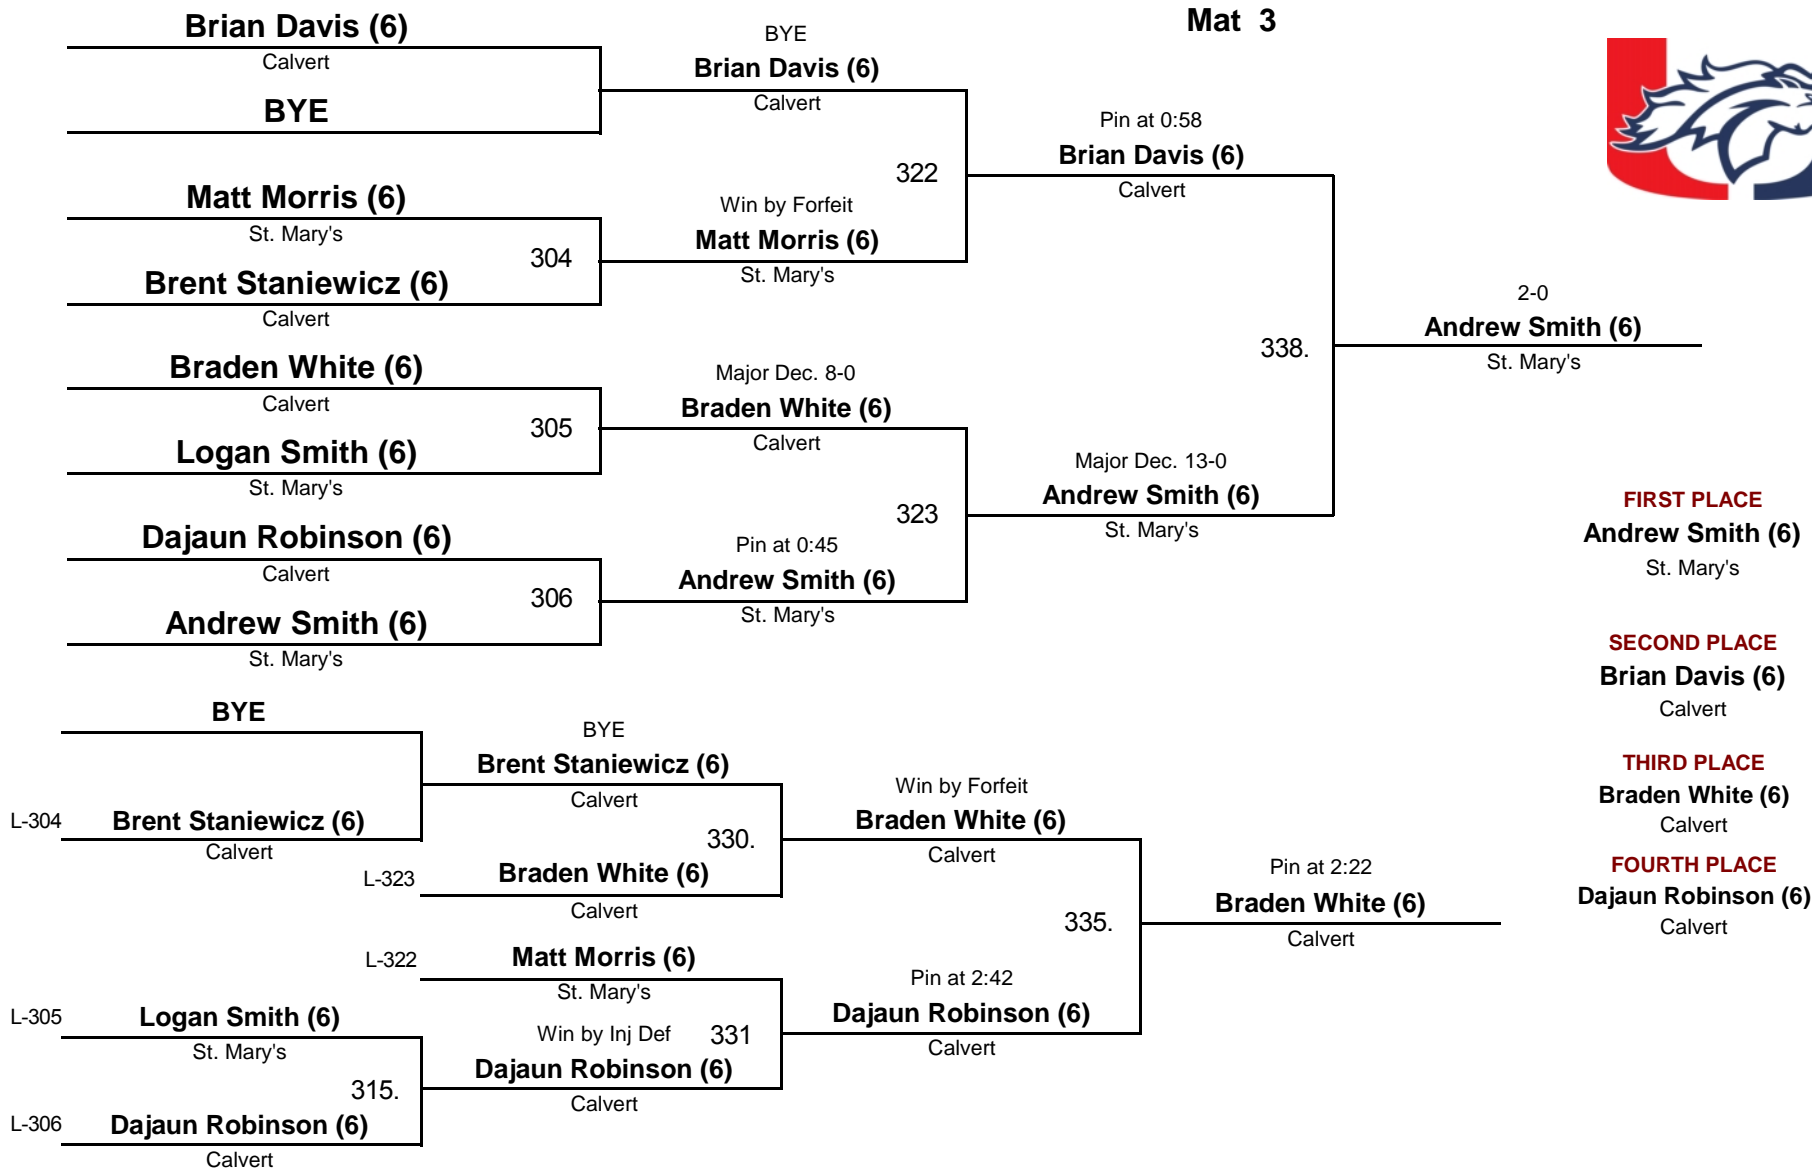 Mat 3
Brian Davis (6)
Calvert
BYE
Matt Morris (6)
St. Mary's
304
Brent Staniewicz (6)
Calvert
Braden White (6)
Calvert
305
Logan Smith (6)
St. Mary's
Dajaun Robinson (6)
Calvert
306
Andrew Smith (6)
St. Mary's
BYE
Brian Davis (6)
Calvert
322
Win by Forfeit
Matt Morris (6)
St. Mary's
Major Dec. 8-0
Braden White (6)
Calvert
323
Pin at 0:45
Andrew Smith (6)
St. Mary's
Pin at 0:58
Brian Davis (6)
Calvert
338.
Major Dec. 13-0
Andrew Smith (6)
St. Mary's
2-0
Andrew Smith (6)
St. Mary's
FIRST PLACE
Andrew Smith (6)
St. Mary's
SECOND PLACE
Brian Davis (6)
Calvert
THIRD PLACE
Braden White (6)
Calvert
FOURTH PLACE
Dajaun Robinson (6)
Calvert
BYE
L-304
Brent Staniewicz (6)
Calvert
L-305
Logan Smith (6)
St. Mary's
315.
L-306
Dajaun Robinson (6)
Calvert
BYE
Brent Staniewicz (6)
Calvert
330.
L-323
Braden White (6)
Calvert
L-322
Matt Morris (6)
St. Mary's
Win by Inj Def
331
Dajaun Robinson (6)
Calvert
Win by Forfeit
Braden White (6)
Calvert
335.
Pin at 2:42
Dajaun Robinson (6)
Calvert
Pin at 2:22
Braden White (6)
Calvert